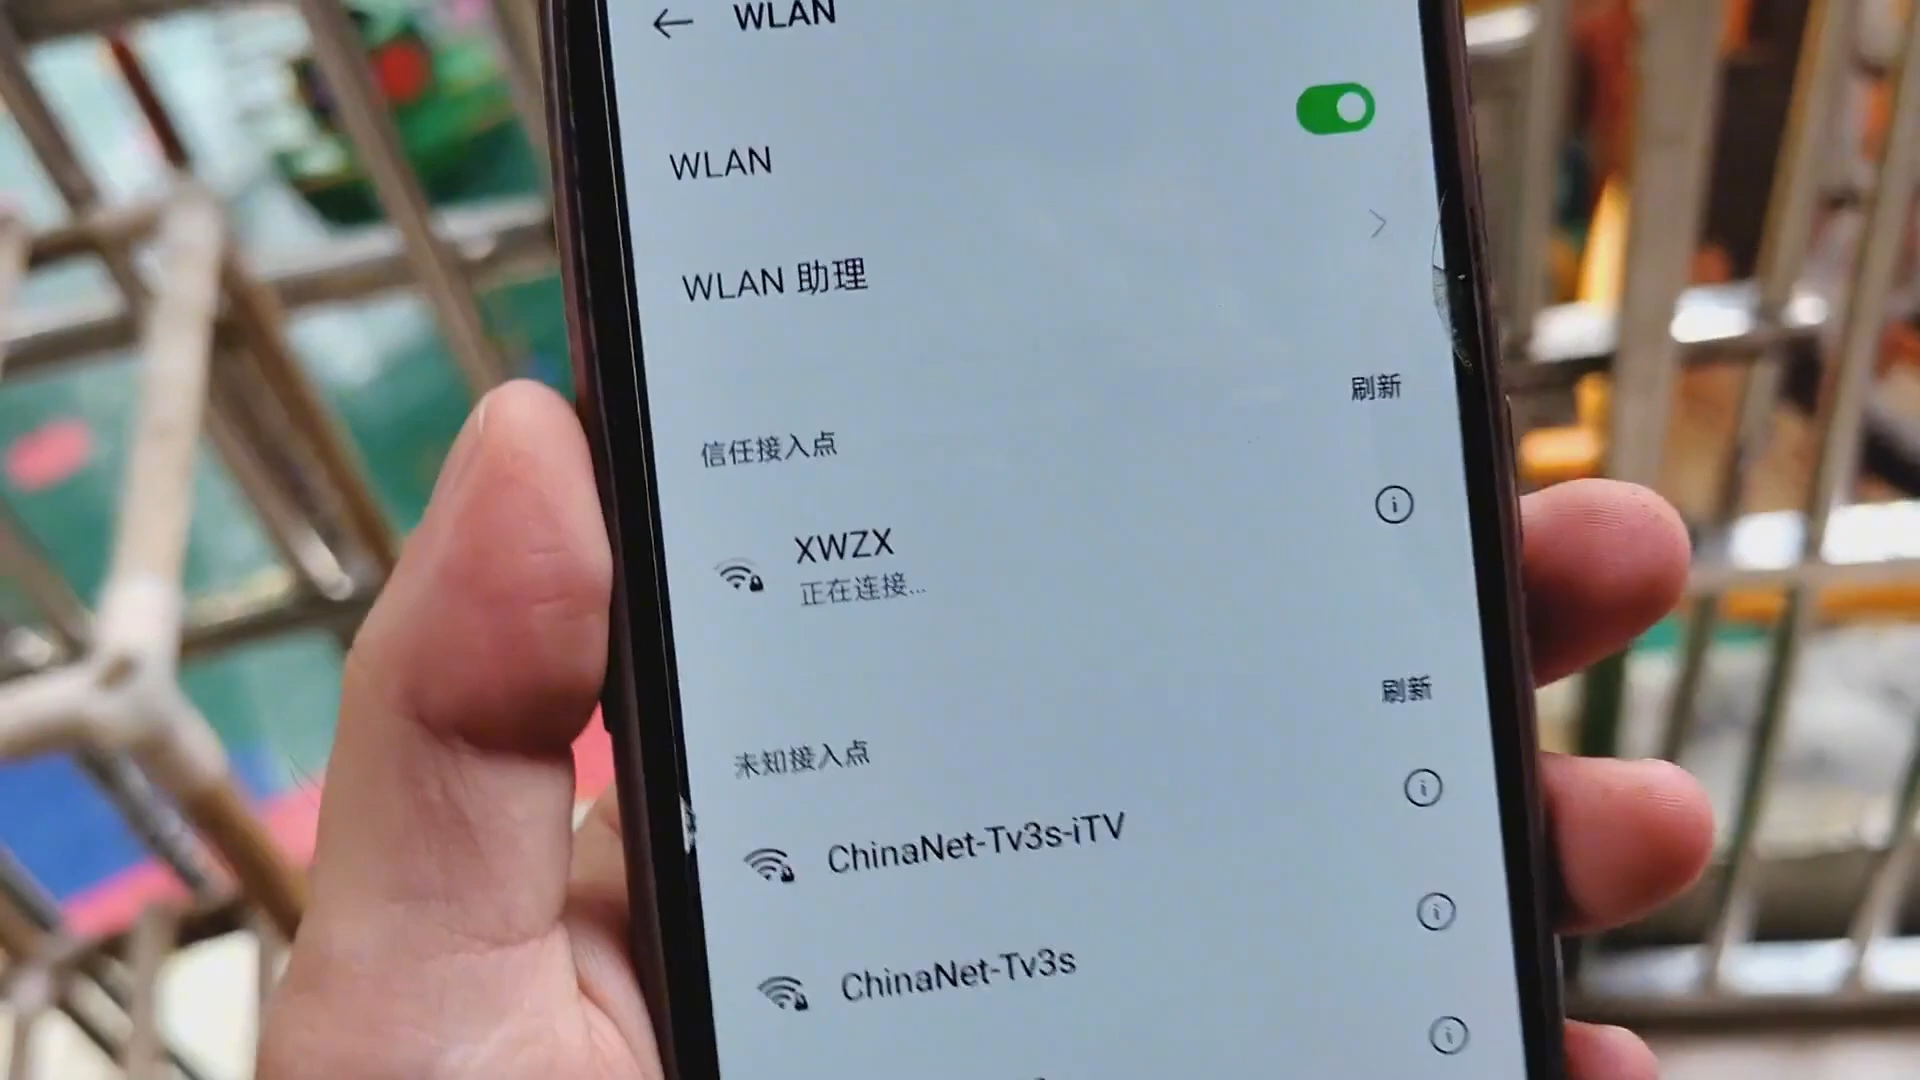 WLAN
WLAN
WLAN 助理
刷新
信任接入点
XWZX
正在连接...
刷新
未知接入点
ChinaNet-Tv3s-iTV
ChinaNet-Tv3s